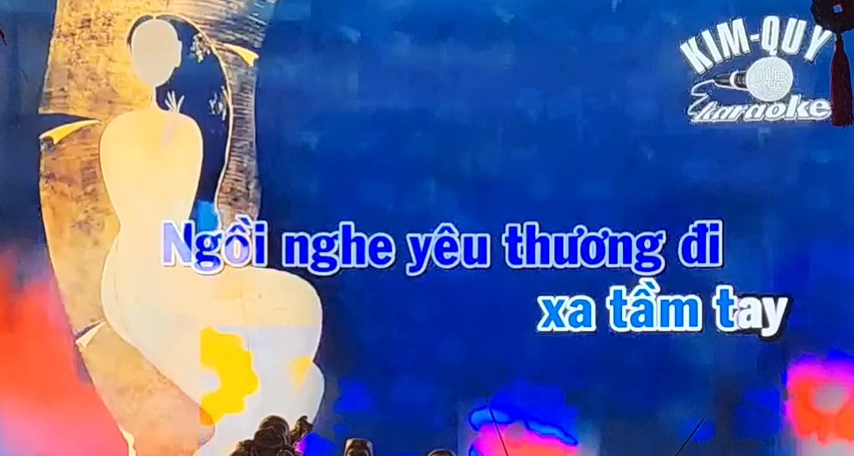 KIM-QUY
karaoke
Ngồi nghe yêu thương đi
xa tầm tay